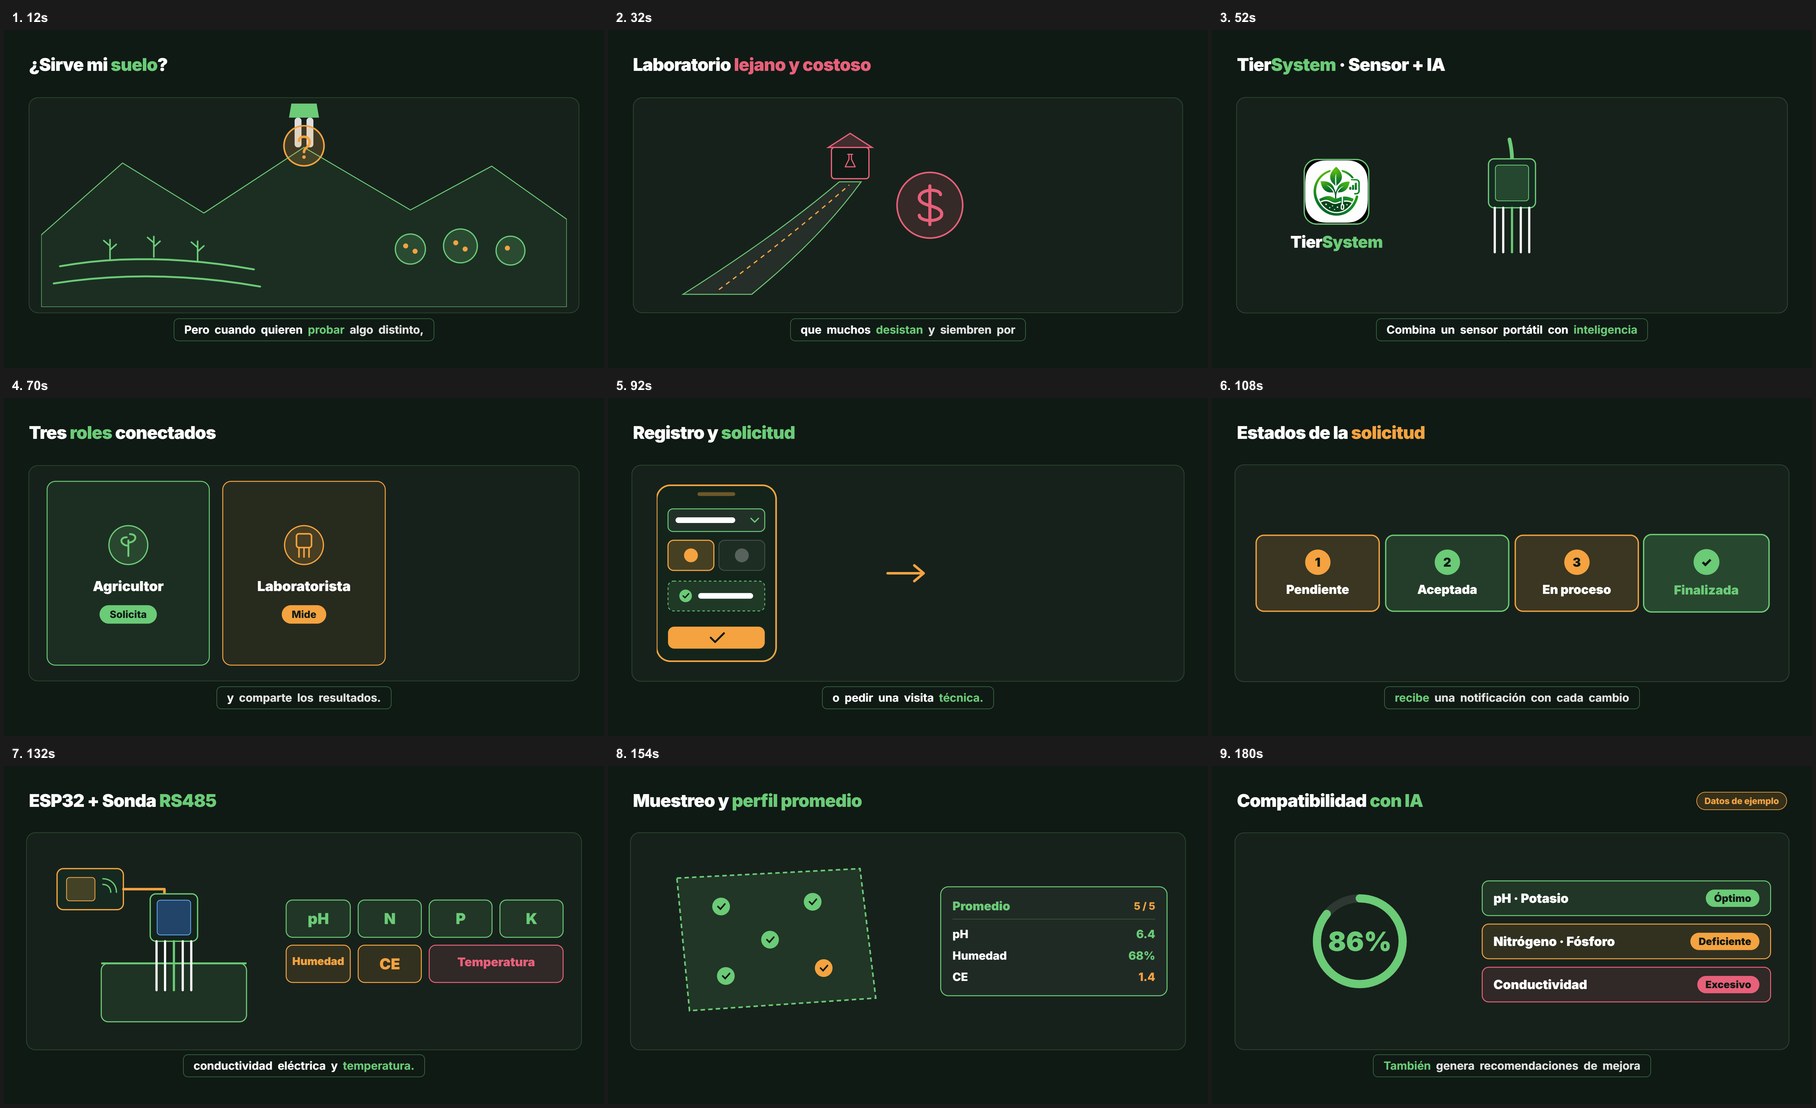 1. 12s
¿Sirve mi suelo?
?
Pero cuando quieren probar algo distinto,
2. 32s
Laboratorio lejano y costoso
$
que muchos desistan y siembren por
3. 52s
TierSystem · Sensor + IA
TierSystem
Combina un sensor portátil con inteligencia
4. 70s
Tres roles conectados
Agricultor
Solicita
Laboratorista
Mide
y comparte los resultados.
5. 92s
Registro y solicitud
o pedir una visita técnica.
6. 108s
Estados de la solicitud
1
Pendiente
2
Aceptada
3
En proceso
Finalizada
recibe una notificación con cada cambio
7. 132s
ESP32 + Sonda RS485
pH N P K
Humedad CE Temperatura
conductividad eléctrica y temperatura.
8. 154s
Muestreo y perfil promedio
Promedio 5 / 5
pH 6.4
Humedad 68%
CE 1.4
9. 180s
Compatibilidad con IA
Datos de ejemplo
86%
pH · Potasio Óptimo
Nitrógeno · Fósforo Deficiente
Conductividad Excesivo
También genera recomendaciones de mejora